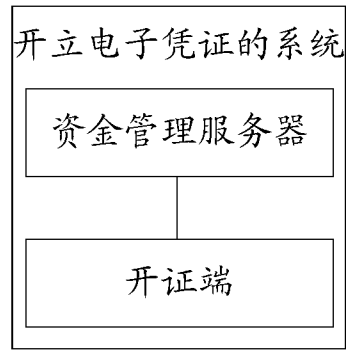 开立电子凭证的系统
资金管理服务器
开证端